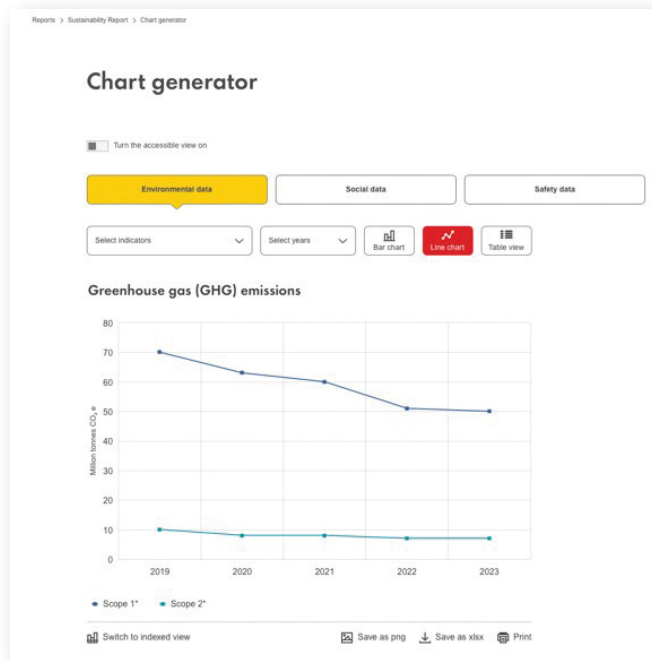 Reports > Sustainability Report > Chart generator
Chart generator
Turn the accessible view on
Environmental data Social data Safety data
Select indicators Select years Bar chart Line chart Table view
Greenhouse gas (GHG) emissions
Million tonnes CO₂e
80
70
60
50
40
30
20
10
0
2019 2020 2021 2022 2023
Scope 1* Scope 2*
Switch to indexed view Save as png Save as xlsx Print